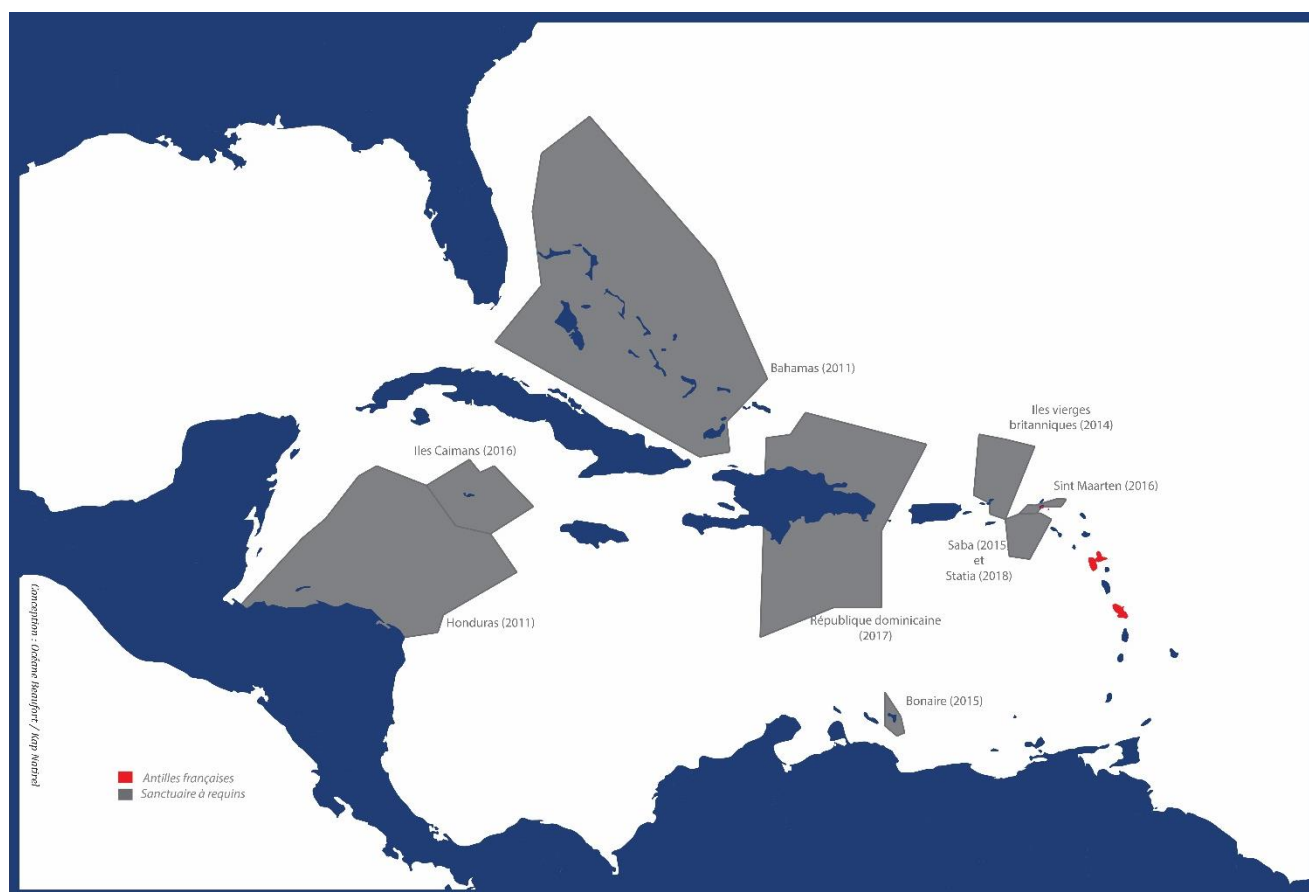 Bahamas (2011)
Iles vierges
britanniques (2014)
Iles Caimans (2016)
Sint Maarten (2016)
Saba (2015)
et
Statia (2018)
Honduras (2011)
République dominicaine
(2017)
Bonaire (2015)
Antilles françaises
Sanctuaire à requins
Conception : Océane Beaufort / Kap Natirel